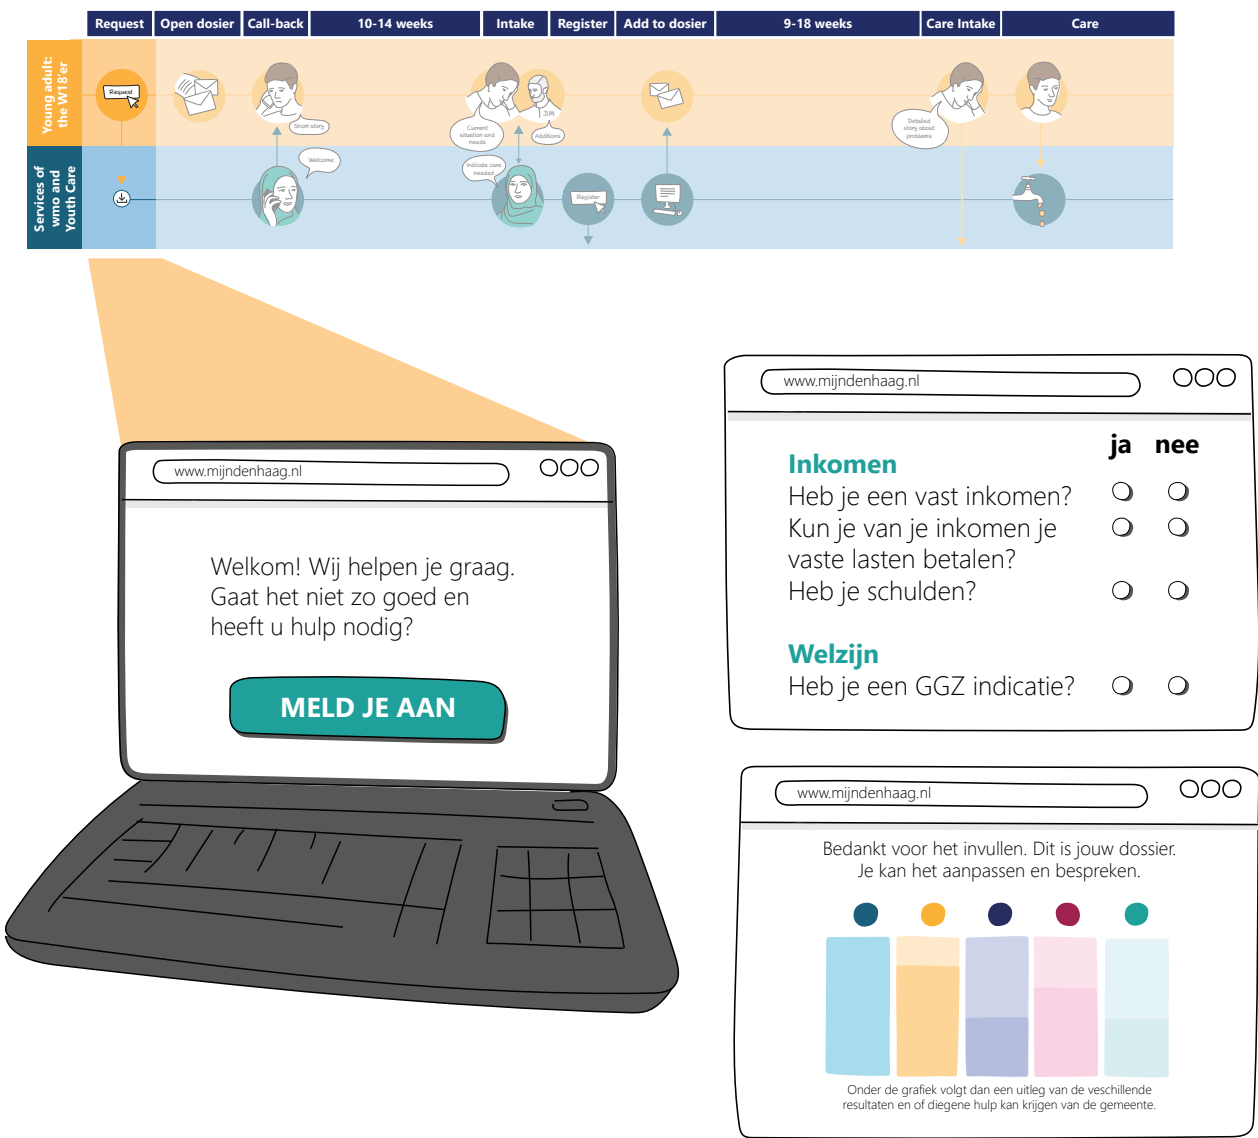 Request
Open dosier
Call-back
10-14 weeks
Intake
Register
Add to dosier
9-18 weeks
Care Intake
Care
Young adult:
the W18'er
Request
Short story
Current
situation and
needs
JIM
Additions
Detailed
story about
problems
Services of
wmo and
Youth Care
Welcome
Indicate care
needed
Register
www.mijndenhaag.nl
Welkom! Wij helpen je graag.
Gaat het niet zo goed en
heeft u hulp nodig?
MELD JE AAN
www.mijndenhaag.nl
ja nee
Inkomen
Heb je een vast inkomen?
Kun je van je inkomen je
vaste lasten betalen?
Heb je schulden?
Welzijn
Heb je een GGZ indicatie?
www.mijndenhaag.nl
Bedankt voor het invullen. Dit is jouw dossier.
Je kan het aanpassen en bespreken.
Onder de grafiek volgt dan een uitleg van de veschillende
resultaten en of diegene hulp kan krijgen van de gemeente.